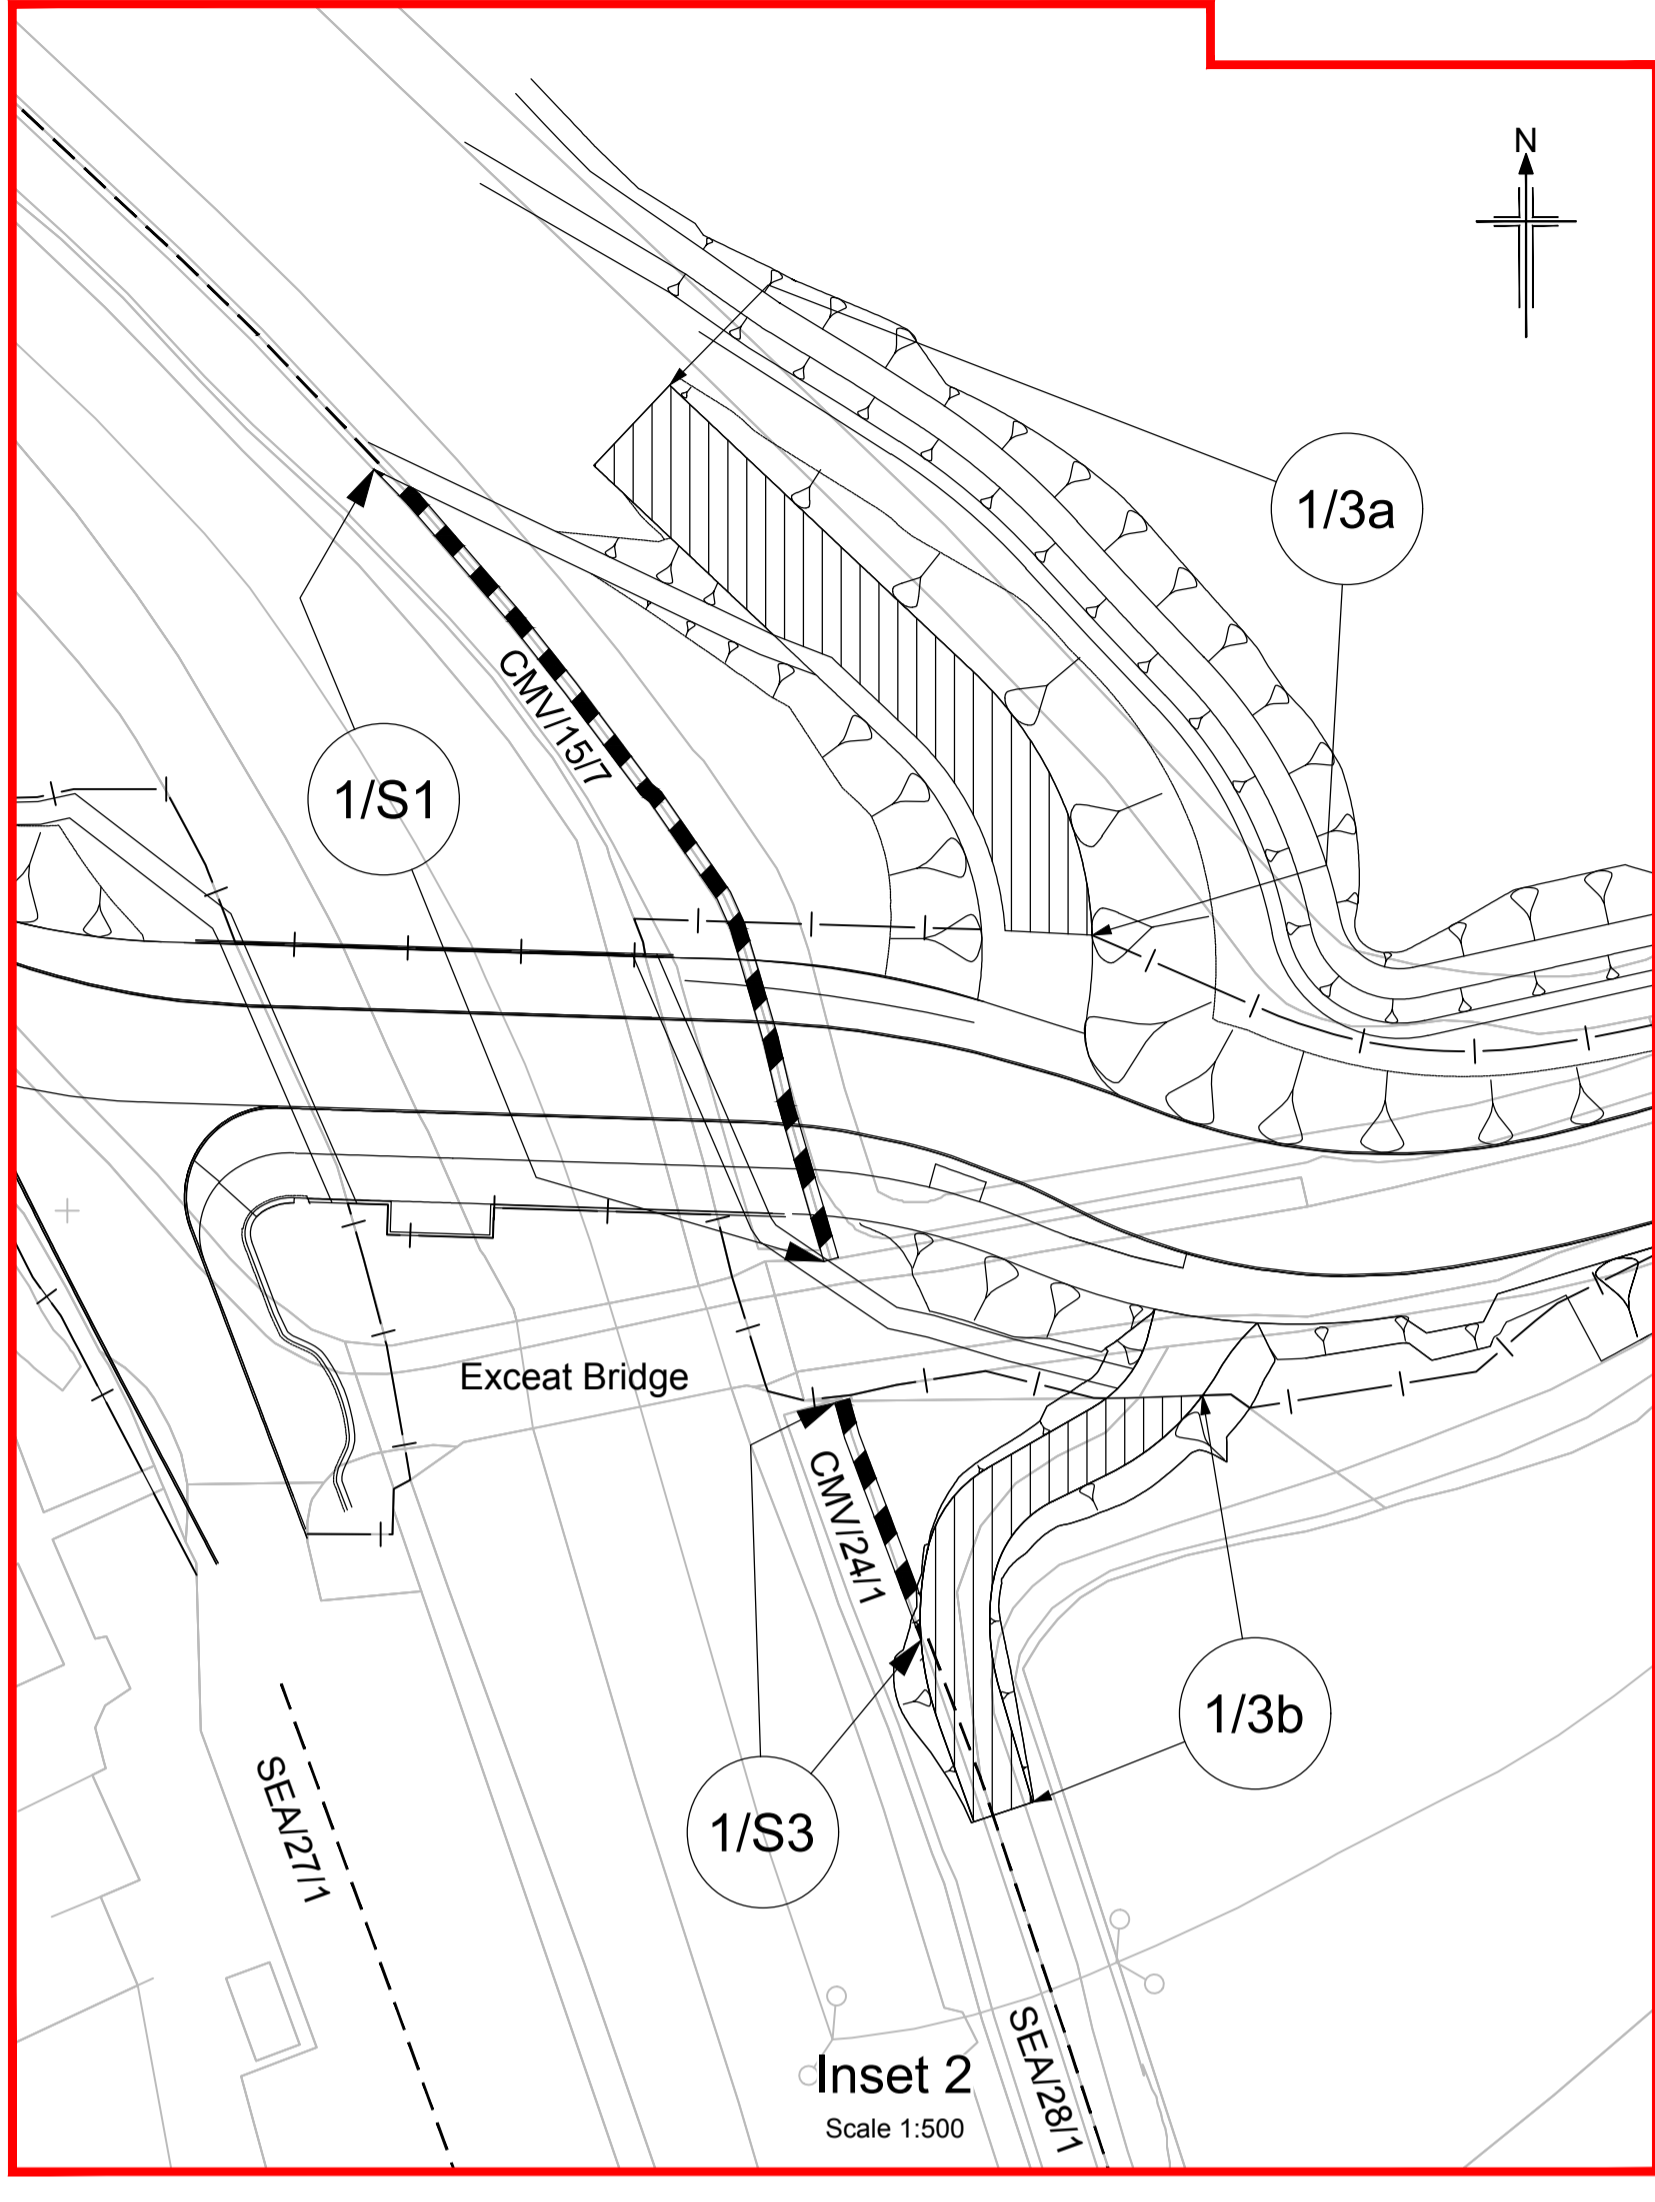 N
1/3a
CMV/15/7
1/S1
Exceat Bridge
CMV/24/1
1/3b
SEA/27/1
1/S3
SEA/28/1
Inset 2
Scale 1:500